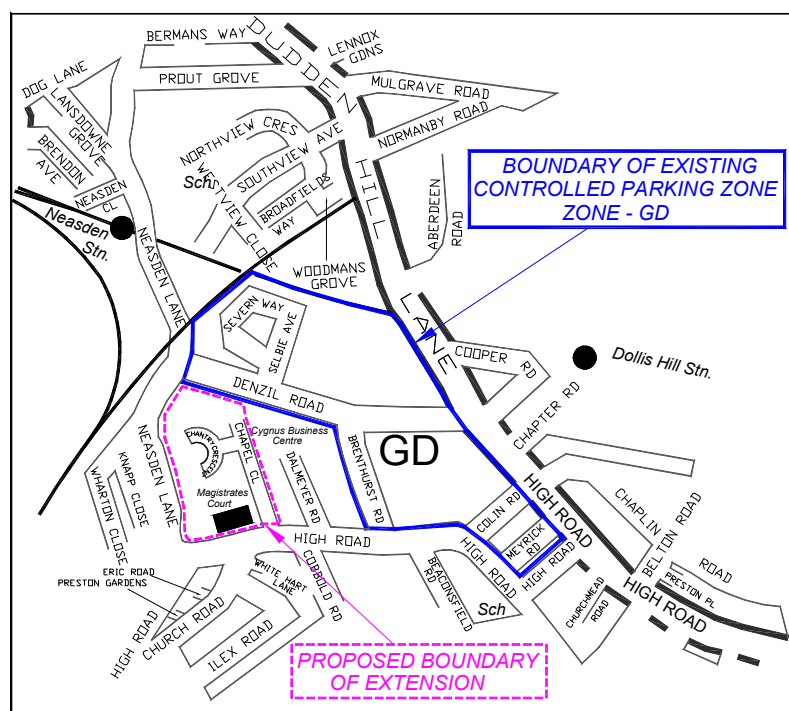 BERMANS WAY
DUDDEN
HILL
LANE
LENNOX
GDNS
PROUT GROVE
MULGRAVE ROAD
NORMANBY ROAD
DOG LANE
LANSDOWNE
GROVE
BRENDON
AVE
NEASDEN
CL
NORTHVIEW CRES
SOUTHVIEW AVE
Sch
WESTVIEW CLOSE
BROADFIELDS
WAY
ABERDEEN
ROAD
BOUNDARY OF EXISTING
CONTROLLED PARKING ZONE
ZONE - GD
Neasden
Stn.
NEASDEN LANE
WOODMANS
GROVE
SEVERN WAY
SELBIE AVE
COOPER RD
Dollis Hill Stn.
DENZIL ROAD
CHAPTER RD
NEASDEN LANE
CHANTRY CRESCENT
CHAPEL CL
Cygnus Business
Centre
BRENTHURST RD
GD
KNAPP CLOSE
WHARTON CLOSE
Magistrates
Court
DALMEYER RD
HIGH ROAD
COLIN RD
MEYRICK
RD
HIGH ROAD
CHAPLIN
ROAD
BELTON ROAD
HIGH ROAD
HIGH ROAD
HIGH ROAD
PRESTON PL
ERIC ROAD
PRESTON GARDENS
WHITE HART
LANE
COBBOLD RD
BEACONSFIELD
RD
Sch
CHURCHMEAD
ROAD
HIGH ROAD
CHURCH ROAD
ILEX ROAD
PROPOSED BOUNDARY
OF EXTENSION